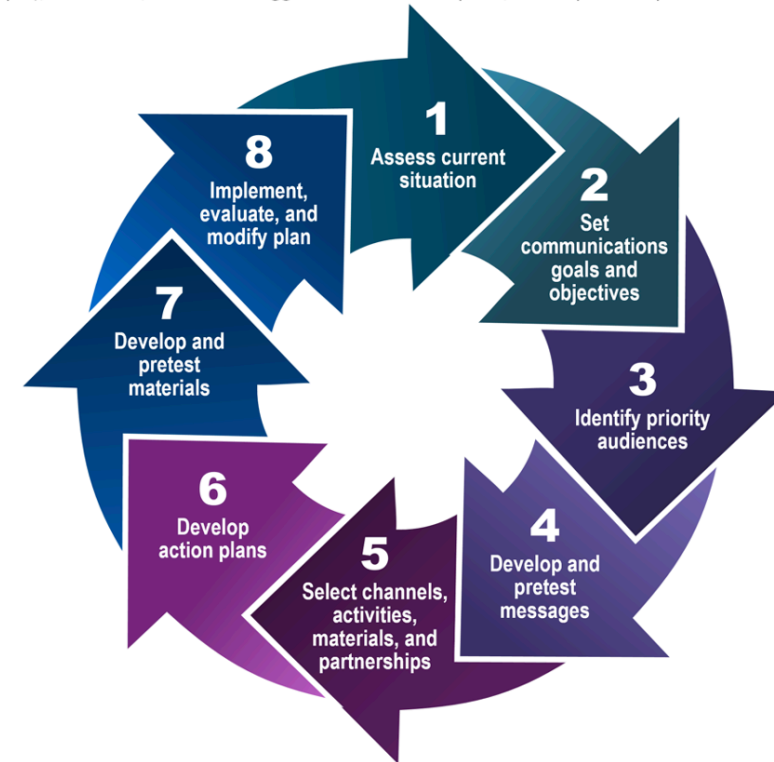 1
Assess current
situation
2
Set
communications
goals and
objectives
3
Identify priority
audiences
4
Develop and
pretest
messages
5
Select channels,
activities,
materials, and
partnerships
6
Develop
action plans
7
Develop and
pretest
materials
8
Implement,
evaluate, and
modify plan